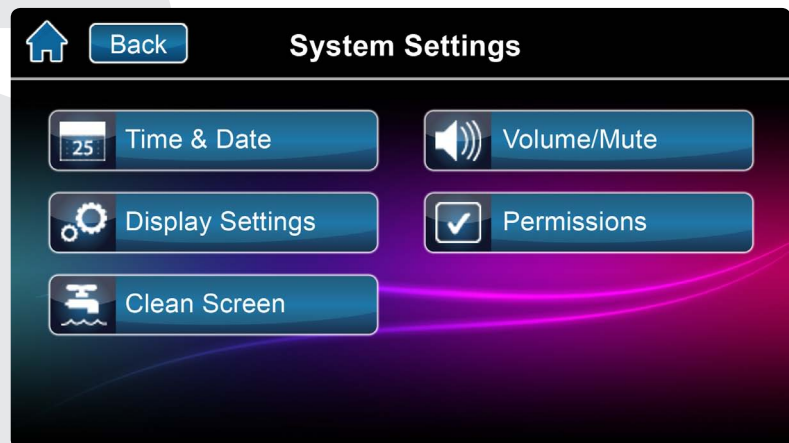 Back
System Settings
25
Time & Date
Volume/Mute
Display Settings
Permissions
Clean Screen